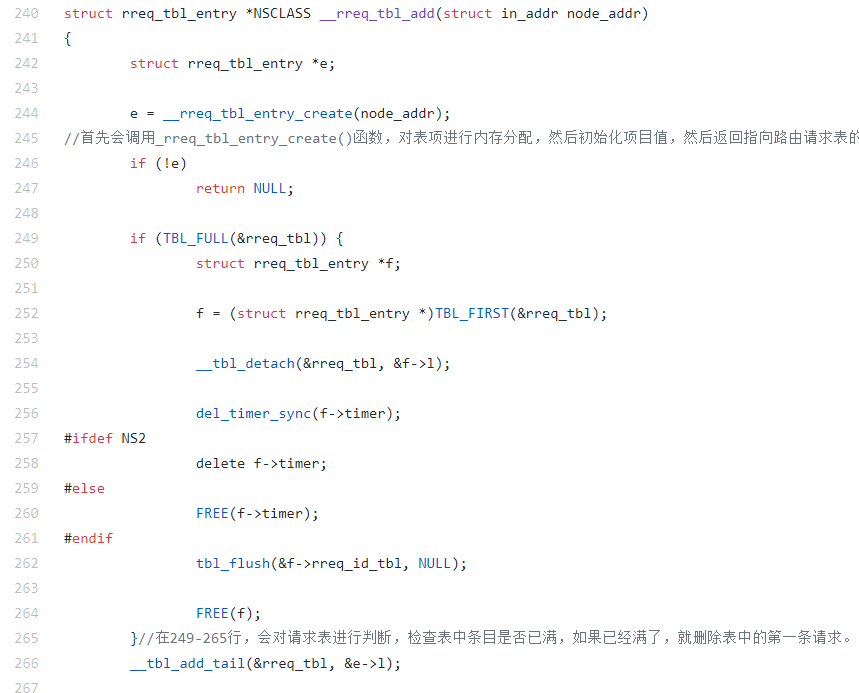 240 struct rreq_tbl_entry *NSCLASS __rreq_tbl_add(struct in_addr node_addr)
241 {
242 struct rreq_tbl_entry *e;
243
244 e = __rreq_tbl_entry_create(node_addr);
245 //首先会调用_rreq_tbl_entry_create()函数，对表项进行内存分配，然后初始化项目值，然后返回指向路由请求表的
246 if (!e)
247 return NULL;
248
249 if (TBL_FULL(&rreq_tbl)) {
250 struct rreq_tbl_entry *f;
251
252 f = (struct rreq_tbl_entry *)TBL_FIRST(&rreq_tbl);
253
254 __tbl_detach(&rreq_tbl, &f->l);
255
256 del_timer_sync(f->timer);
257 #ifdef NS2
258 delete f->timer;
259 #else
260 FREE(f->timer);
261 #endif
262 tbl_flush(&f->rreq_id_tbl, NULL);
263
264 FREE(f);
265 }//在249-265行，会对请求表进行判断，检查表中条目是否已满，如果已经满了，就删除表中的第一条请求。
266 __tbl_add_tail(&rreq_tbl, &e->l);
267